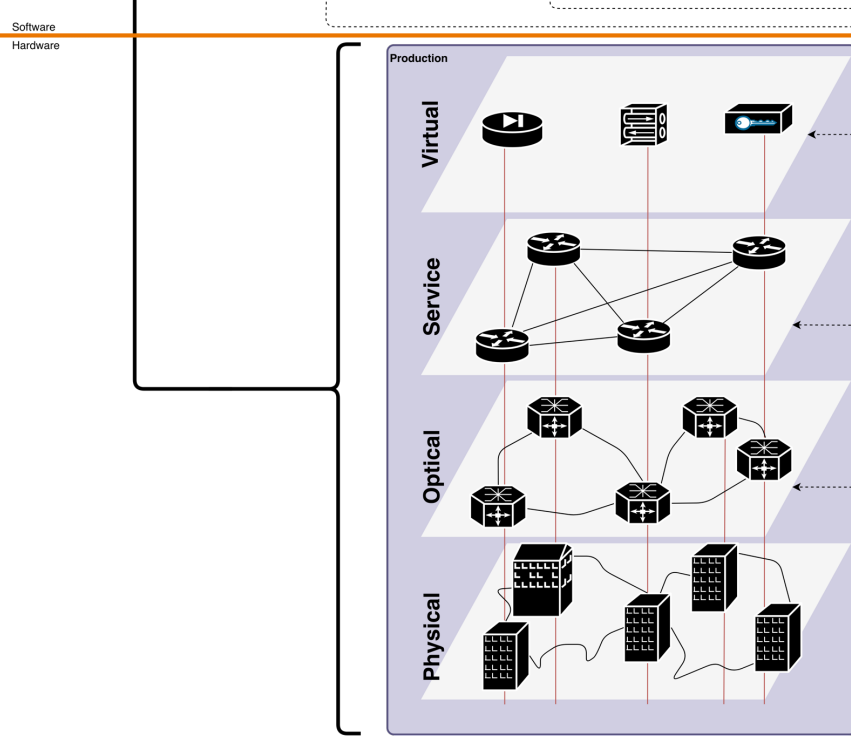 Software
Hardware
Production
Virtual
Service
Optical
Physical